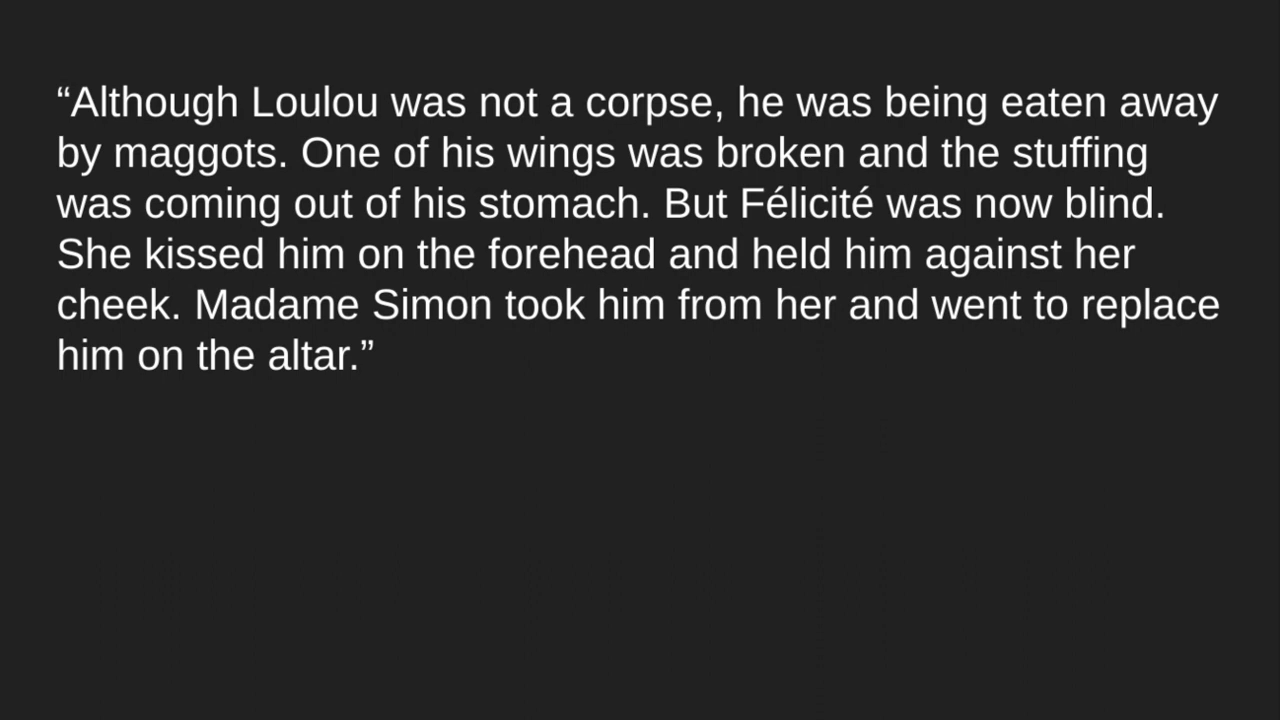 “Although Loulou was not a corpse, he was being eaten away
by maggots. One of his wings was broken and the stuffing
was coming out of his stomach. But Félicité was now blind.
She kissed him on the forehead and held him against her
cheek. Madame Simon took him from her and went to replace
him on the altar.”